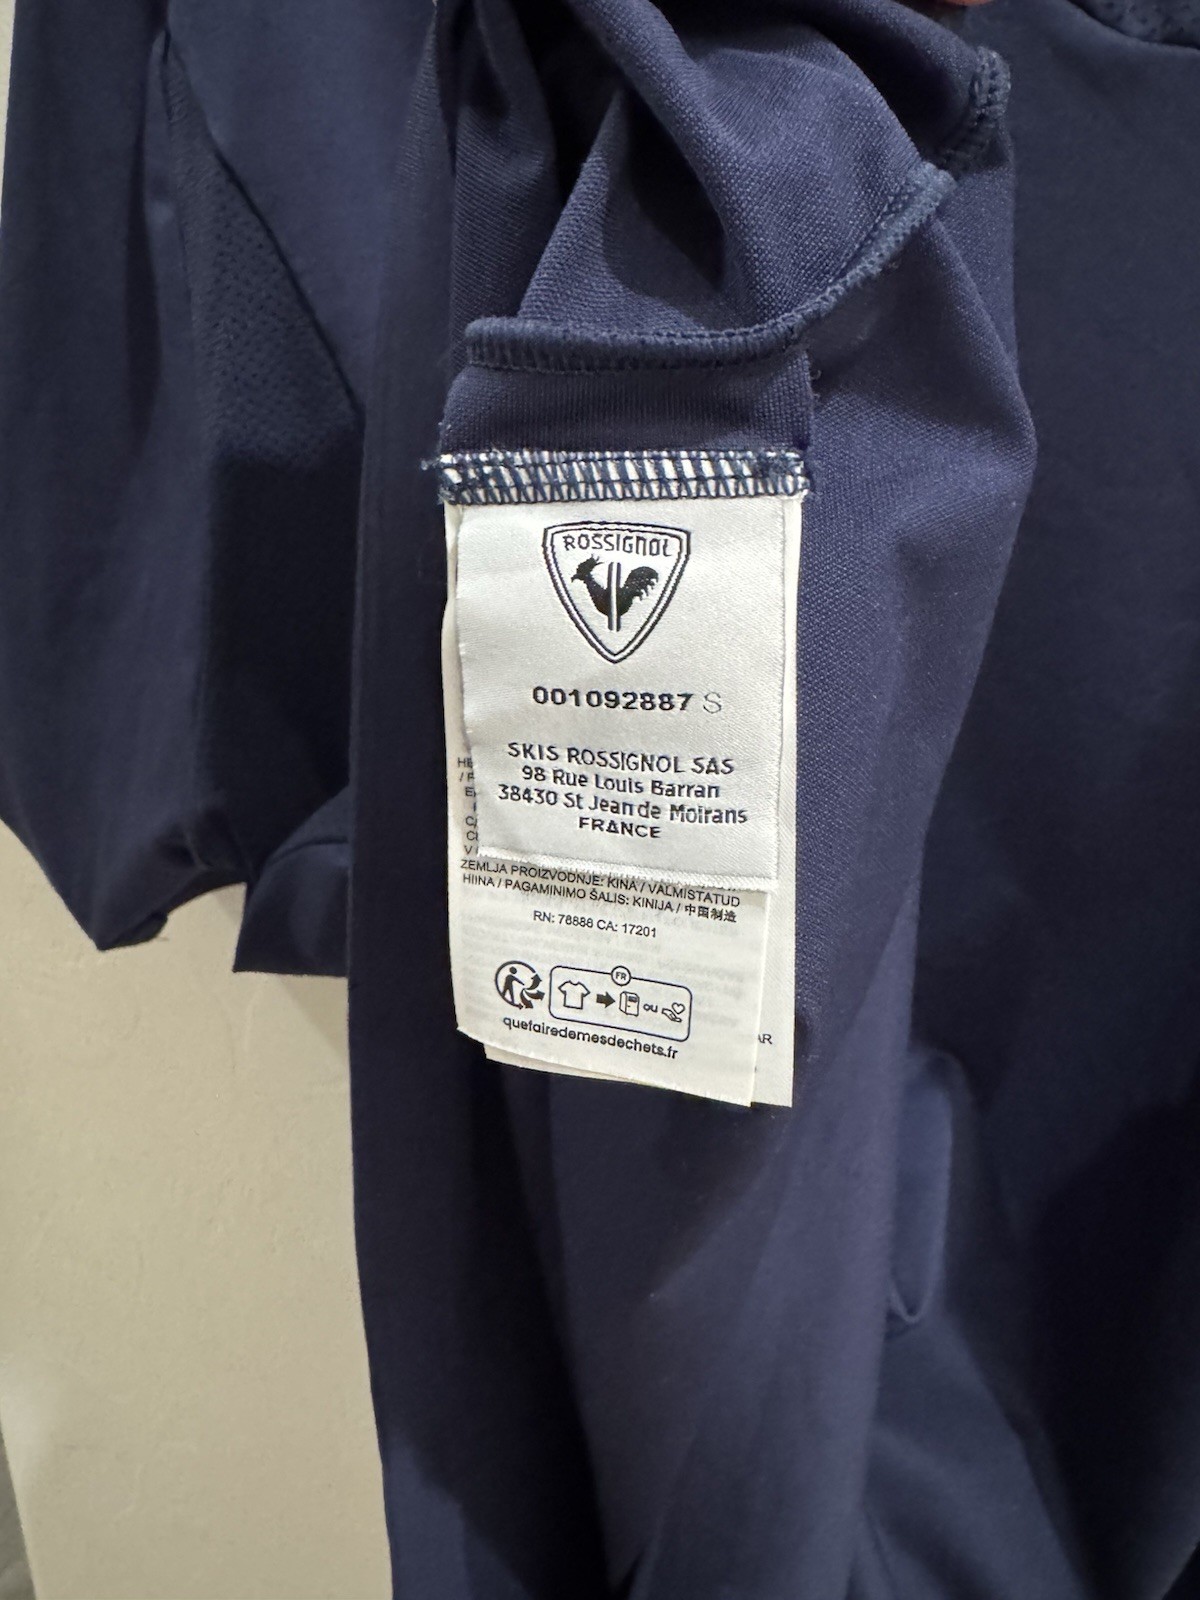 ROSSIGNOL
001092887 S
SKIS ROSSIGNOL SAS
98 Rue Louis Barran
38430 St Jean de Moirans
FRANCE
ZEMLJA PROIZVODNJE: KINA / VALMISTATUD
HIINA / PAGAMINIMO ŠALIS: KINIJA / 中国制造
RN: 78888 CA: 17201
FR
ou
quefairedemesdechets.fr